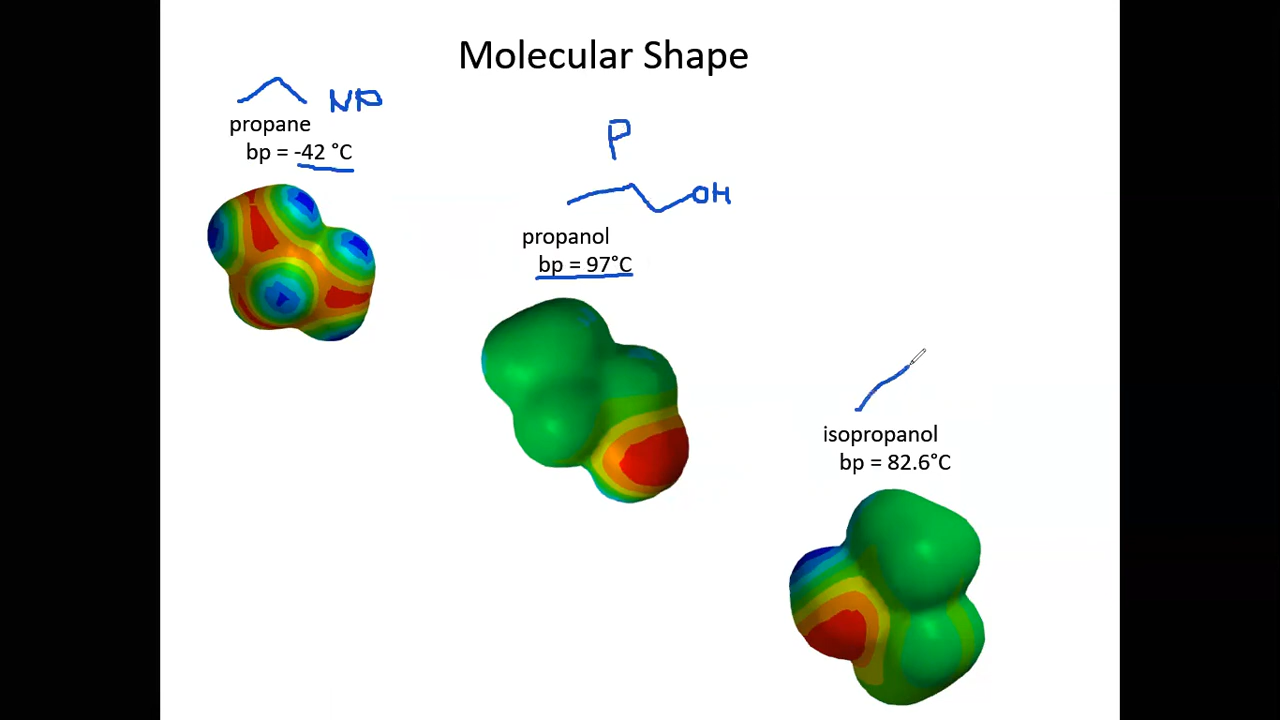 Molecular Shape
NP
propane
bp = -42 °C
P
OH
propanol
bp = 97°C
isopropanol
bp = 82.6°C